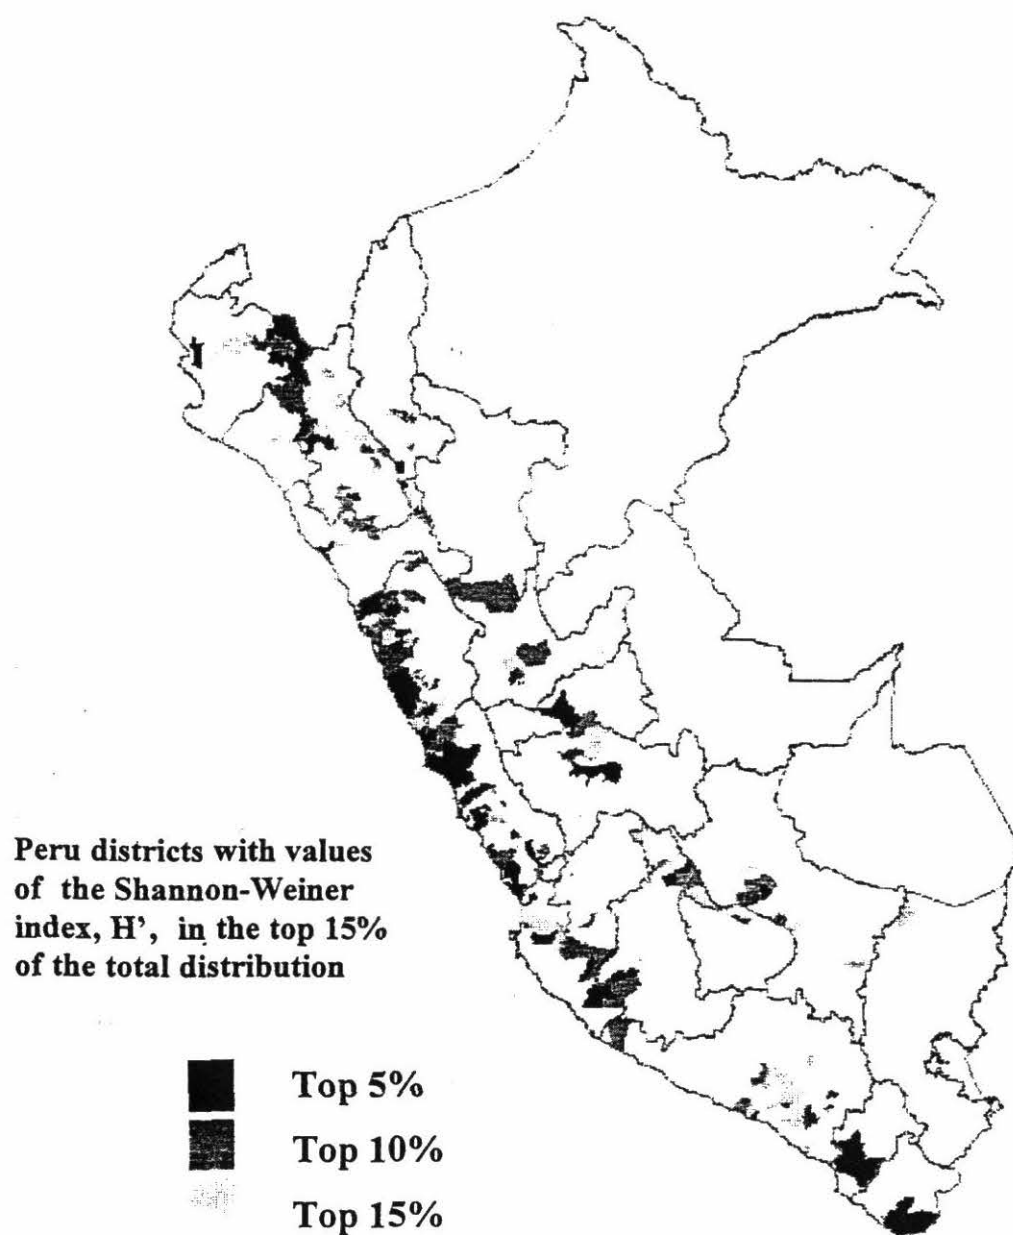 Peru districts with values
of the Shannon-Weiner
index, H’, in the top 15%
of the total distribution
Top 5%
Top 10%
Top 15%